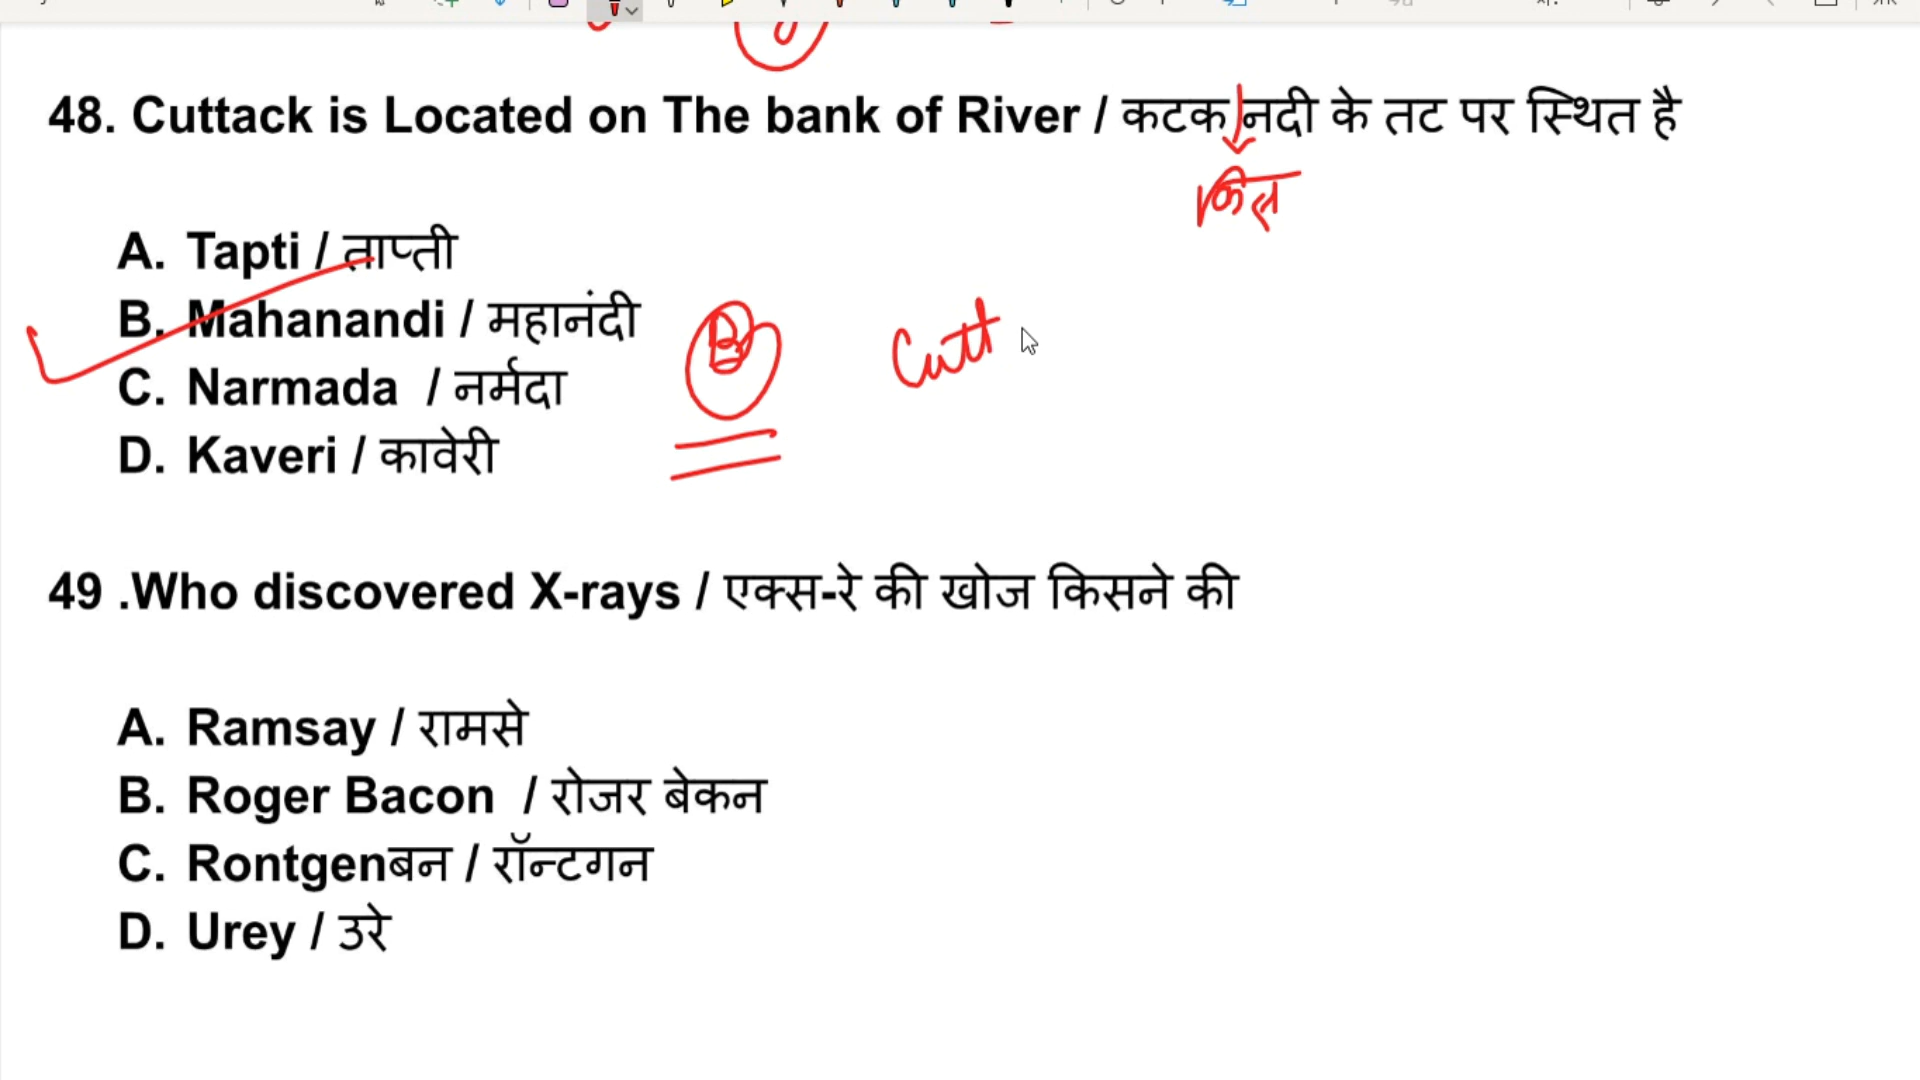 48. Cuttack is Located on The bank of River / कटक नदी के तट पर स्थित है
किस
A. Tapti / ताप्ती
B. Mahanandi / महानंदी
B
Cutt
C. Narmada / नर्मदा
D. Kaveri / कावेरी
49 .Who discovered X-rays / एक्स-रे की खोज किसने की
A. Ramsay / रामसे
B. Roger Bacon / रोजर बेकन
C. Rontgenबन / रॉन्टगन
D. Urey / उरे